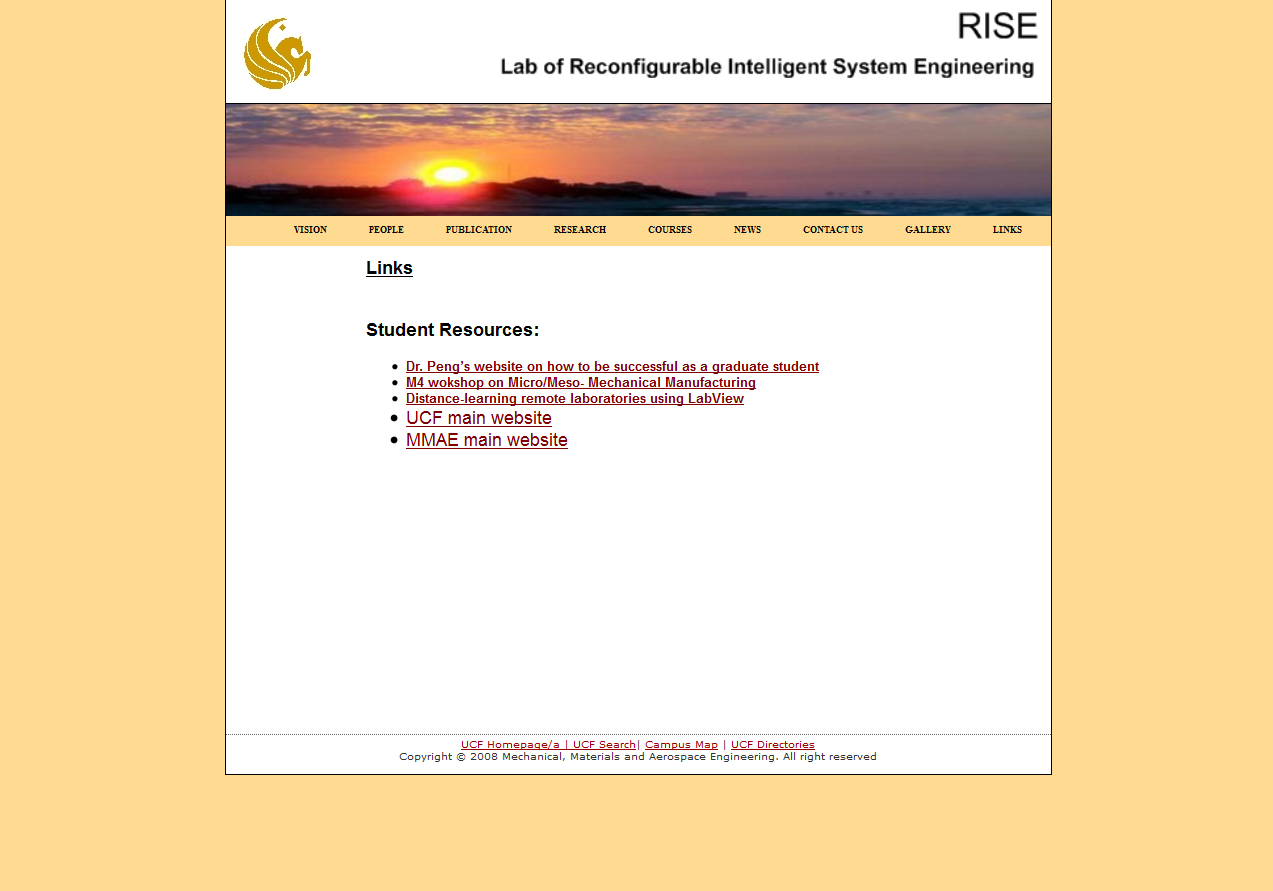 RISE
Lab of Reconfigurable Intelligent System Engineering
VISION PEOPLE PUBLICATION RESEARCH COURSES NEWS CONTACT US GALLERY LINKS
Links
Student Resources:
Dr. Peng’s website on how to be successful as a graduate student
M4 wokshop on Micro/Meso- Mechanical Manufacturing
Distance-learning remote laboratories using LabView
UCF main website
MMAE main website
UCF Homepage/a | UCF Search| Campus Map | UCF Directories
Copyright © 2008 Mechanical, Materials and Aerospace Engineering. All right reserved